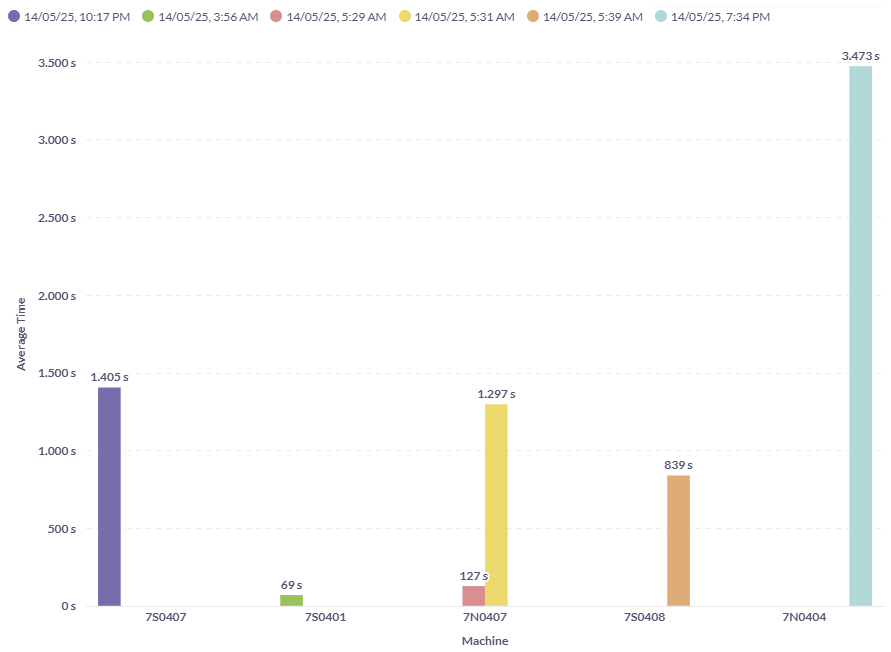 14/05/25, 10:17 PM 14/05/25, 3:56 AM 14/05/25, 5:29 AM 14/05/25, 5:31 AM 14/05/25, 5:39 AM 14/05/25, 7:34 PM
3.473 s
3.500 s
3.000 s
2.500 s
2.000 s
Average Time
1.500 s
1.405 s
1.297 s
1.000 s
839 s
500 s
127 s
69 s
0 s
7S0407 7S0401 7N0407 7S0408 7N0404
Machine